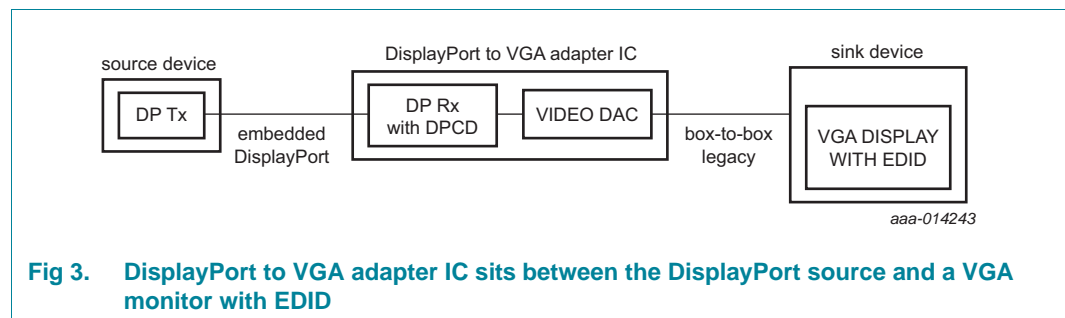 DisplayPort to VGA adapter IC
source device
sink device
DP Tx
DP Rx
with DPCD
VIDEO DAC
embedded
DisplayPort
box-to-box
legacy
VGA DISPLAY
WITH EDID
aaa-014243
Fig 3. DisplayPort to VGA adapter IC sits between the DisplayPort source and a VGA
monitor with EDID